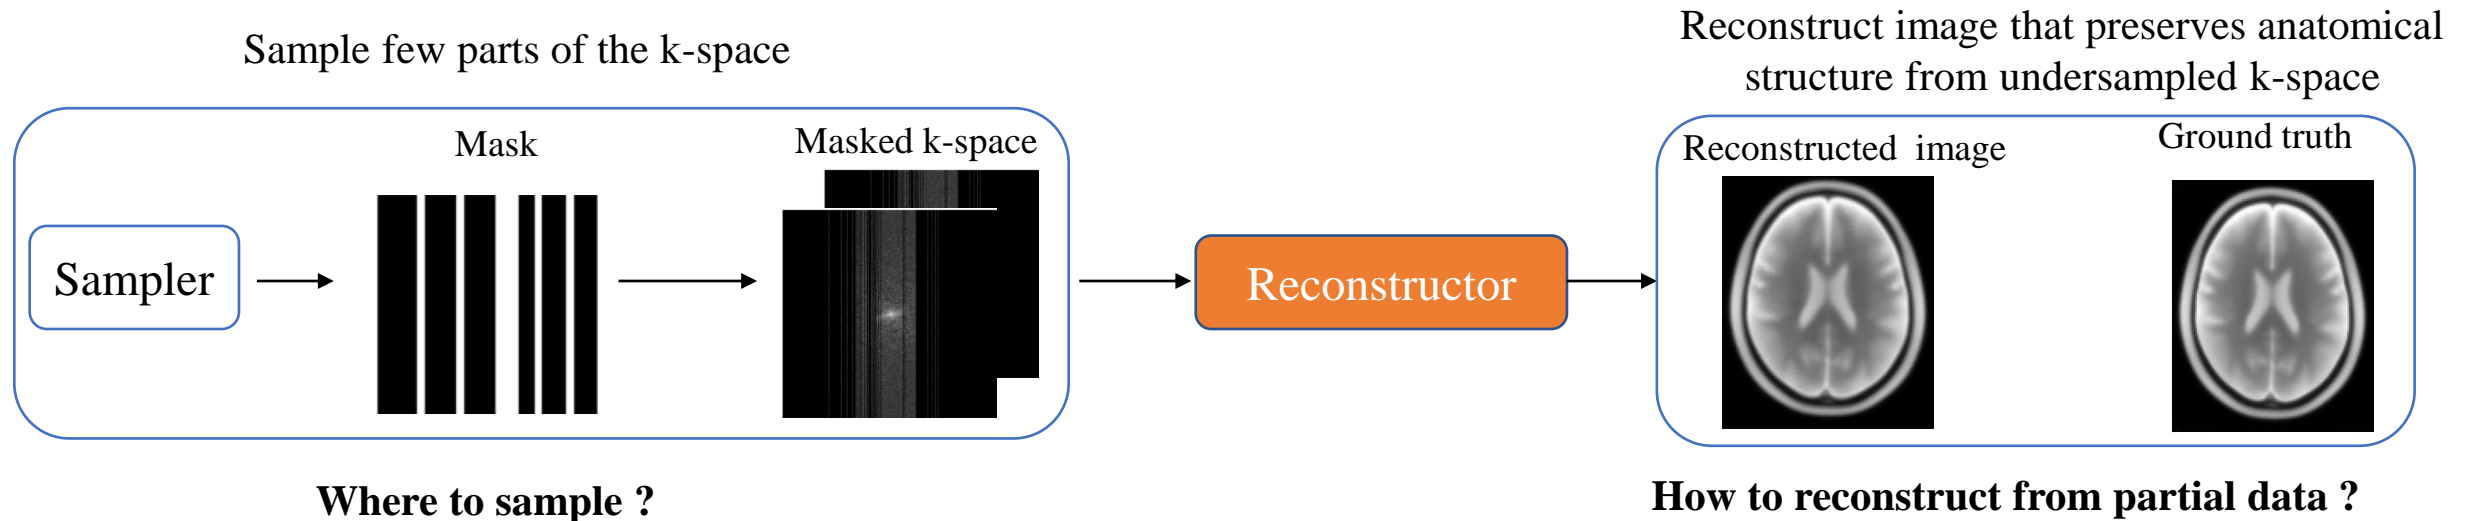 Sample few parts of the k-space
Mask
Masked k-space
Sampler
Where to sample ?
Reconstructor
Reconstruct image that preserves anatomical
structure from undersampled k-space
Reconstructed image
Ground truth
How to reconstruct from partial data ?